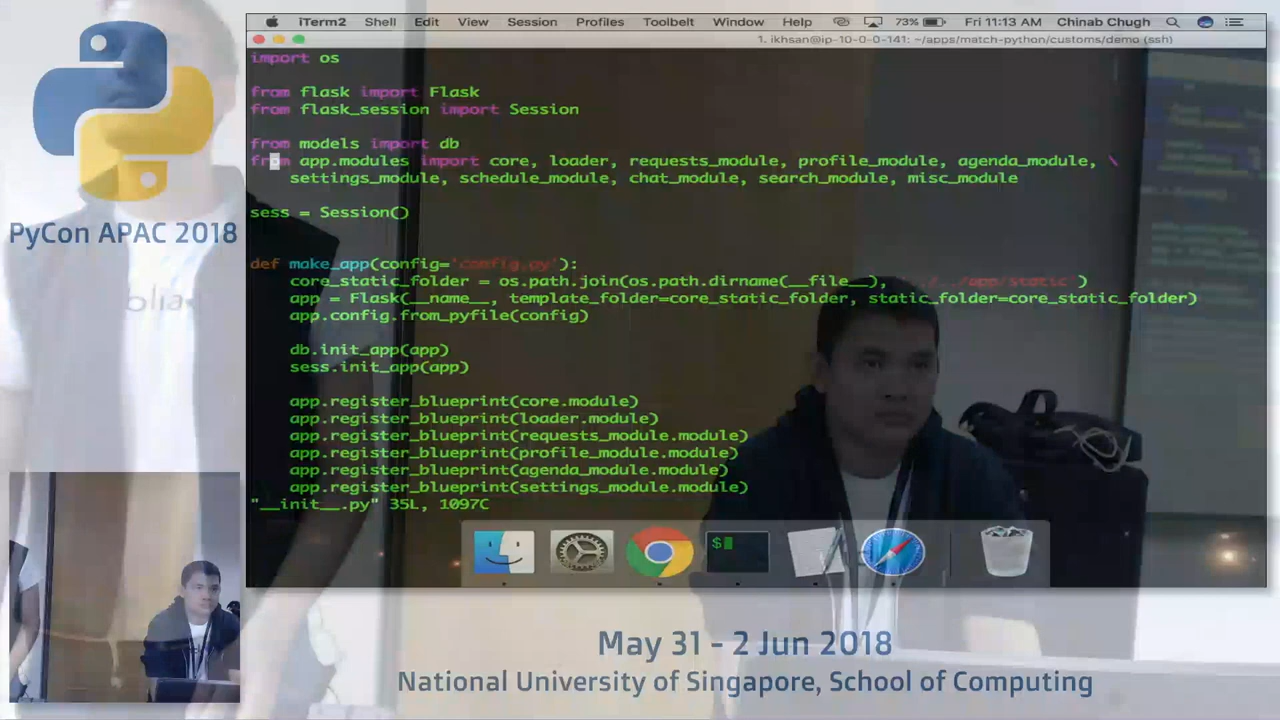 iTerm2 Shell Edit View Session Profiles Toolbelt Window Help 73% Fri 11:13 AM Chinab Chugh
1. ikhsan@ip-10-0-0-141: ~/apps/match-python/customs/demo (ssh)
import os
from flask import Flask
from flask_session import Session
from models import db
from app.modules import core, loader, requests_module, profile_module, agenda_module, \
settings_module, schedule_module, chat_module, search_module, misc_module
sess = Session()
def make_app(config='config.py'):
core_static_folder = os.path.join(os.path.dirname(__file__), /app/static')
app = Flask(__name__, template_folder=core_static_folder, static_folder=core_static_folder)
app.config.from_pyfile(config)
db.init_app(app)
sess.init_app(app)
app.register_blueprint(core.module)
app.register_blueprint(loader.module)
app.register_blueprint(requests_module.module)
app.register_blueprint(profile_module.module)
app.register_blueprint(agenda_module.module)
app.register_blueprint(settings_module.module)
"__init__.py" 35L, 1097C
$
PyCon APAC 2018
May 31 - 2 Jun 2018
National University of Singapore, School of Computing